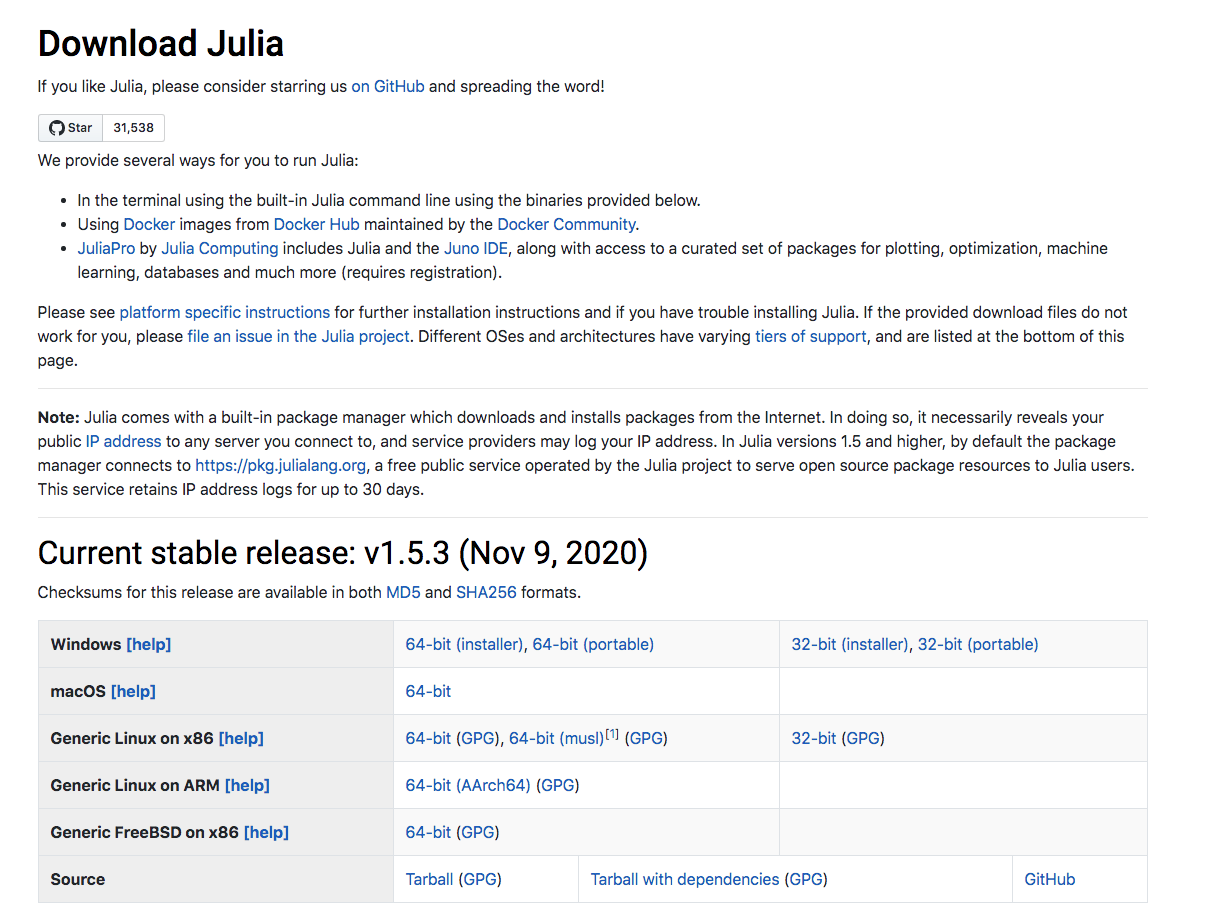 Download Julia
If you like Julia, please consider starring us on GitHub and spreading the word!
Star 31,538
We provide several ways for you to run Julia:
• In the terminal using the built-in Julia command line using the binaries provided below.
• Using Docker images from Docker Hub maintained by the Docker Community.
• JuliaPro by Julia Computing includes Julia and the Juno IDE, along with access to a curated set of packages for plotting, optimization, machine
learning, databases and much more (requires registration).
Please see platform specific instructions for further installation instructions and if you have trouble installing Julia. If the provided download files do not
work for you, please file an issue in the Julia project. Different OSes and architectures have varying tiers of support, and are listed at the bottom of this
page.
Note: Julia comes with a built-in package manager which downloads and installs packages from the Internet. In doing so, it necessarily reveals your
public IP address to any server you connect to, and service providers may log your IP address. In Julia versions 1.5 and higher, by default the package
manager connects to https://pkg.julialang.org, a free public service operated by the Julia project to serve open source package resources to Julia users.
This service retains IP address logs for up to 30 days.
Current stable release: v1.5.3 (Nov 9, 2020)
Checksums for this release are available in both MD5 and SHA256 formats.
Windows [help] 64-bit (installer), 64-bit (portable) 32-bit (installer), 32-bit (portable)
macOS [help] 64-bit
Generic Linux on x86 [help] 64-bit (GPG), 64-bit (musl)[1] (GPG) 32-bit (GPG)
Generic Linux on ARM [help] 64-bit (AArch64) (GPG)
Generic FreeBSD on x86 [help] 64-bit (GPG)
Source Tarball (GPG) Tarball with dependencies (GPG) GitHub